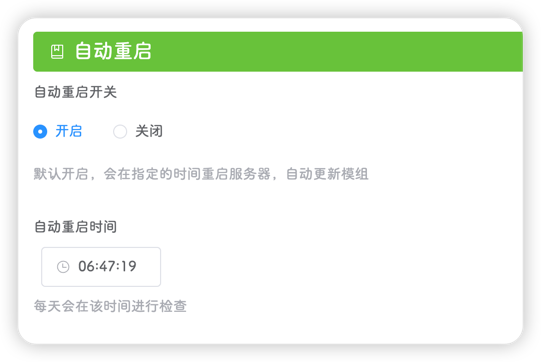 自动重启
自动重启开关
开启 关闭
默认开启，会在指定的时间重启服务器，自动更新模组
自动重启时间
06:47:19
每天会在该时间进行检查